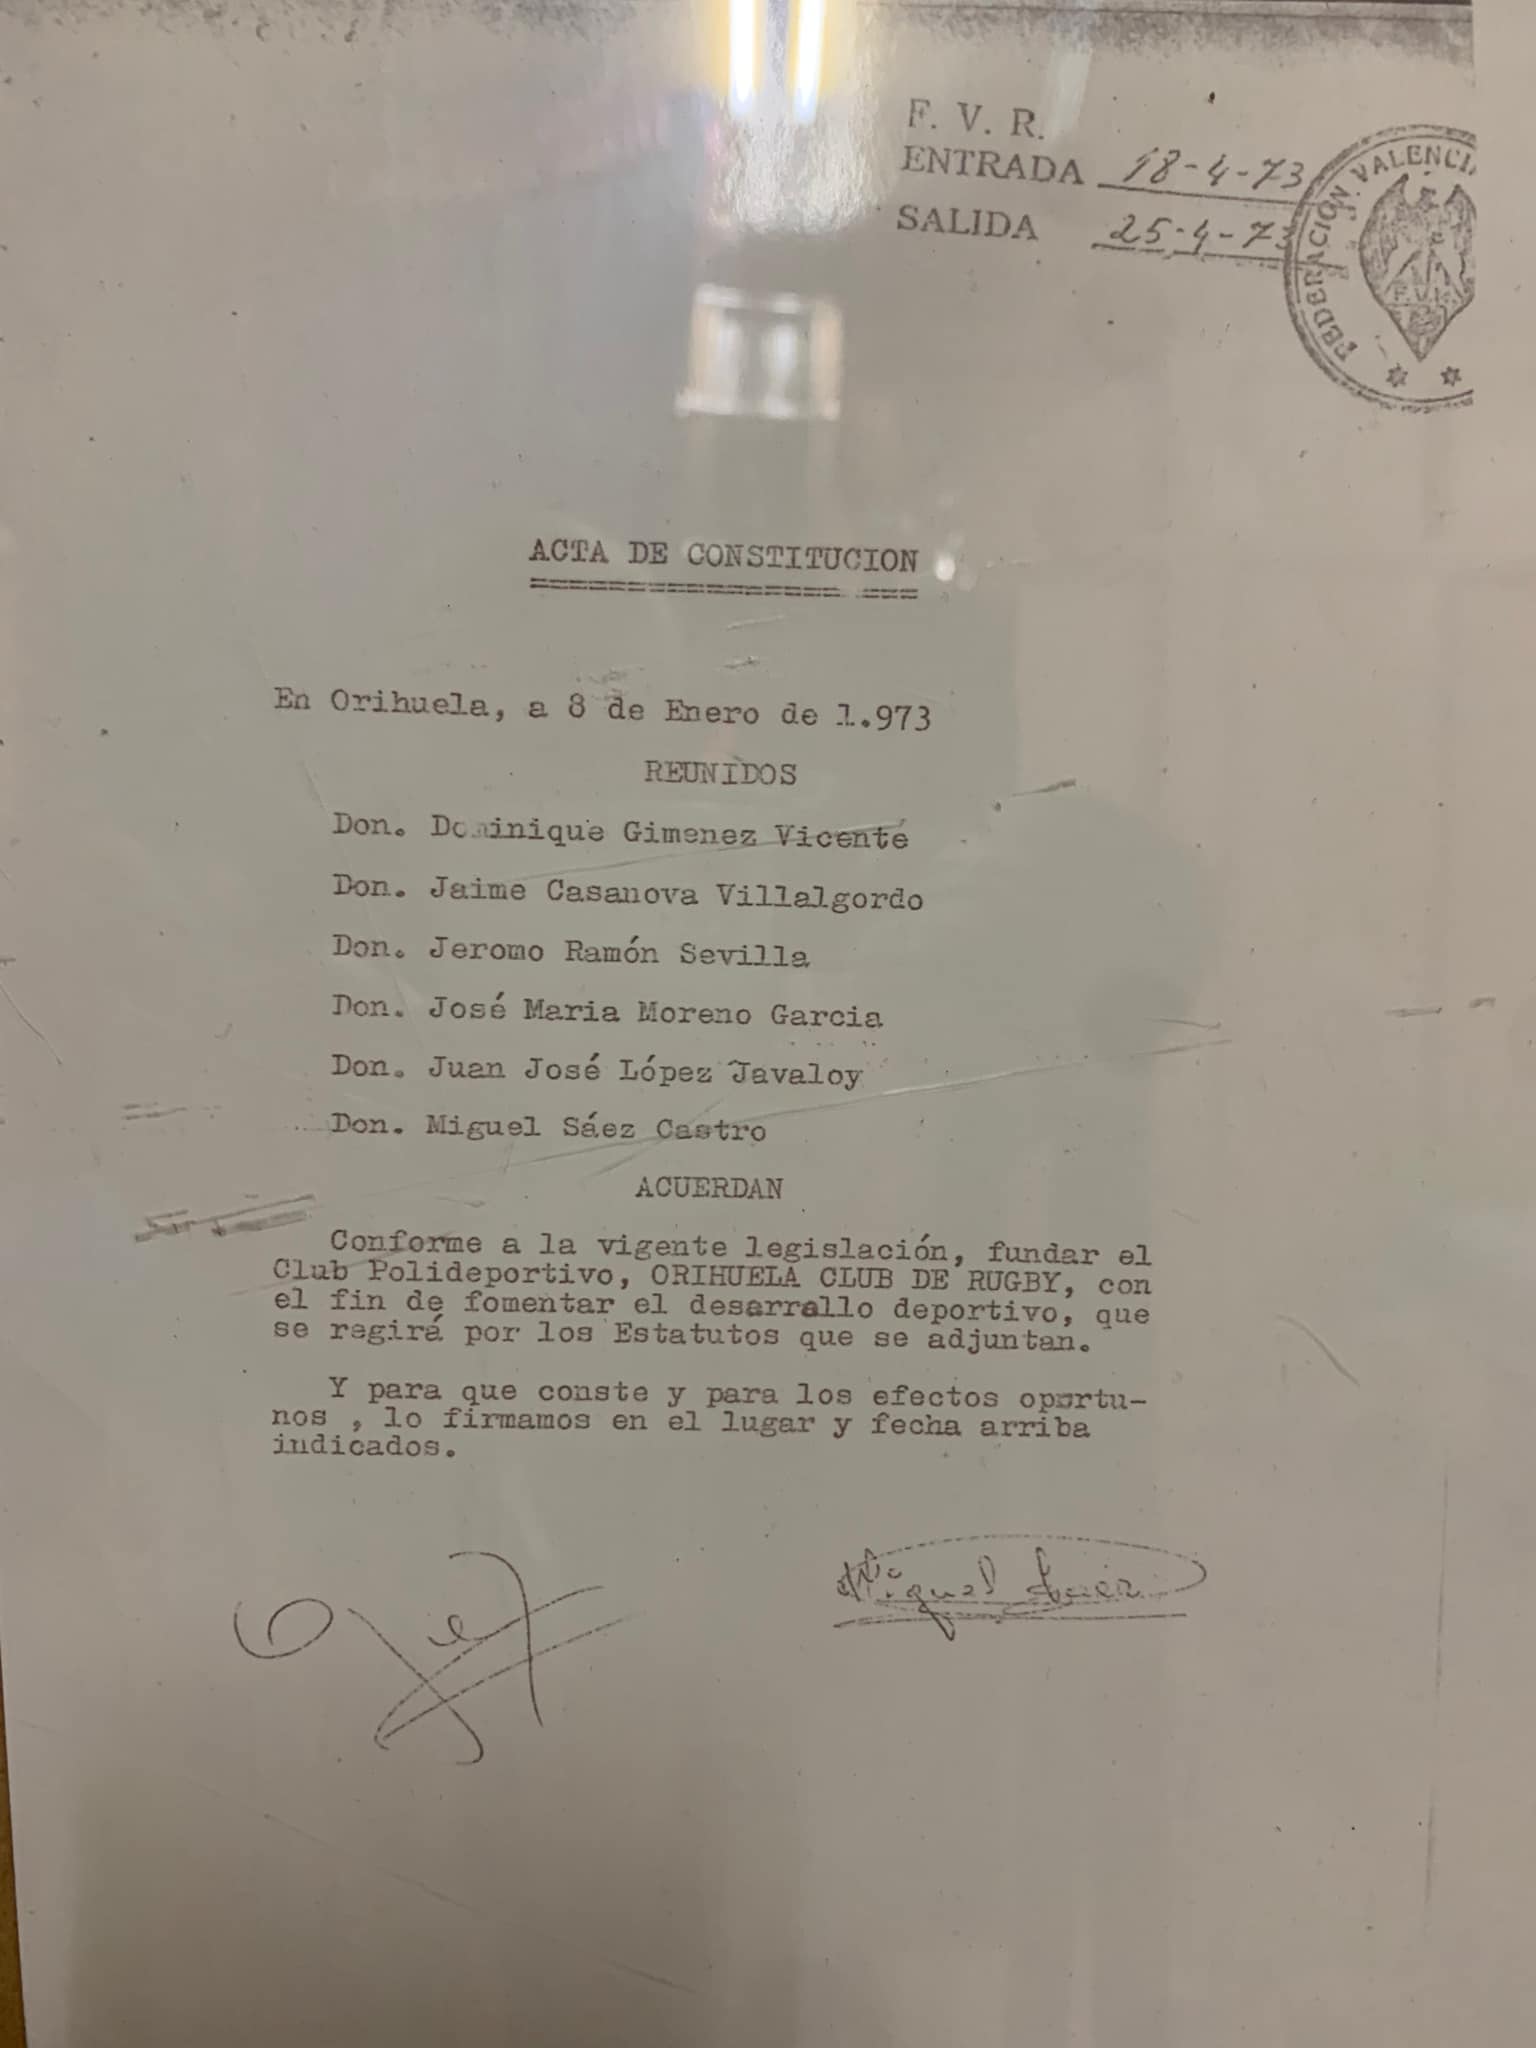 F. V. R.
ENTRADA 18-4-73
SALIDA 25-4-73
FEDERACION VALENCI
F.V.R.
ACTA DE CONSTITUCION
En Orihuela, a 8 de Enero de 1.973
REUNIDOS
Don. Dominique Gimenez Vicente
Don. Jaime Casanova Villalgordo
Don. Jeromo Ramón Sevilla
Don. José Maria Moreno Garcia
Don. Juan José López Javaloy
Don. Miguel Sáez Castro
ACUERDAN
Conforme a la vigente legislación, fundar el
Club Polideportivo, ORIHUELA CLUB DE RUGBY, con
el fin de fomentar el desarrallo deportivo, que
se regirá por los Estatutos que se adjuntan.
Y para que conste y para los efectos oportu-
nos , lo firmamos en el lugar y fecha arriba
indicados.
Miguel Sáez